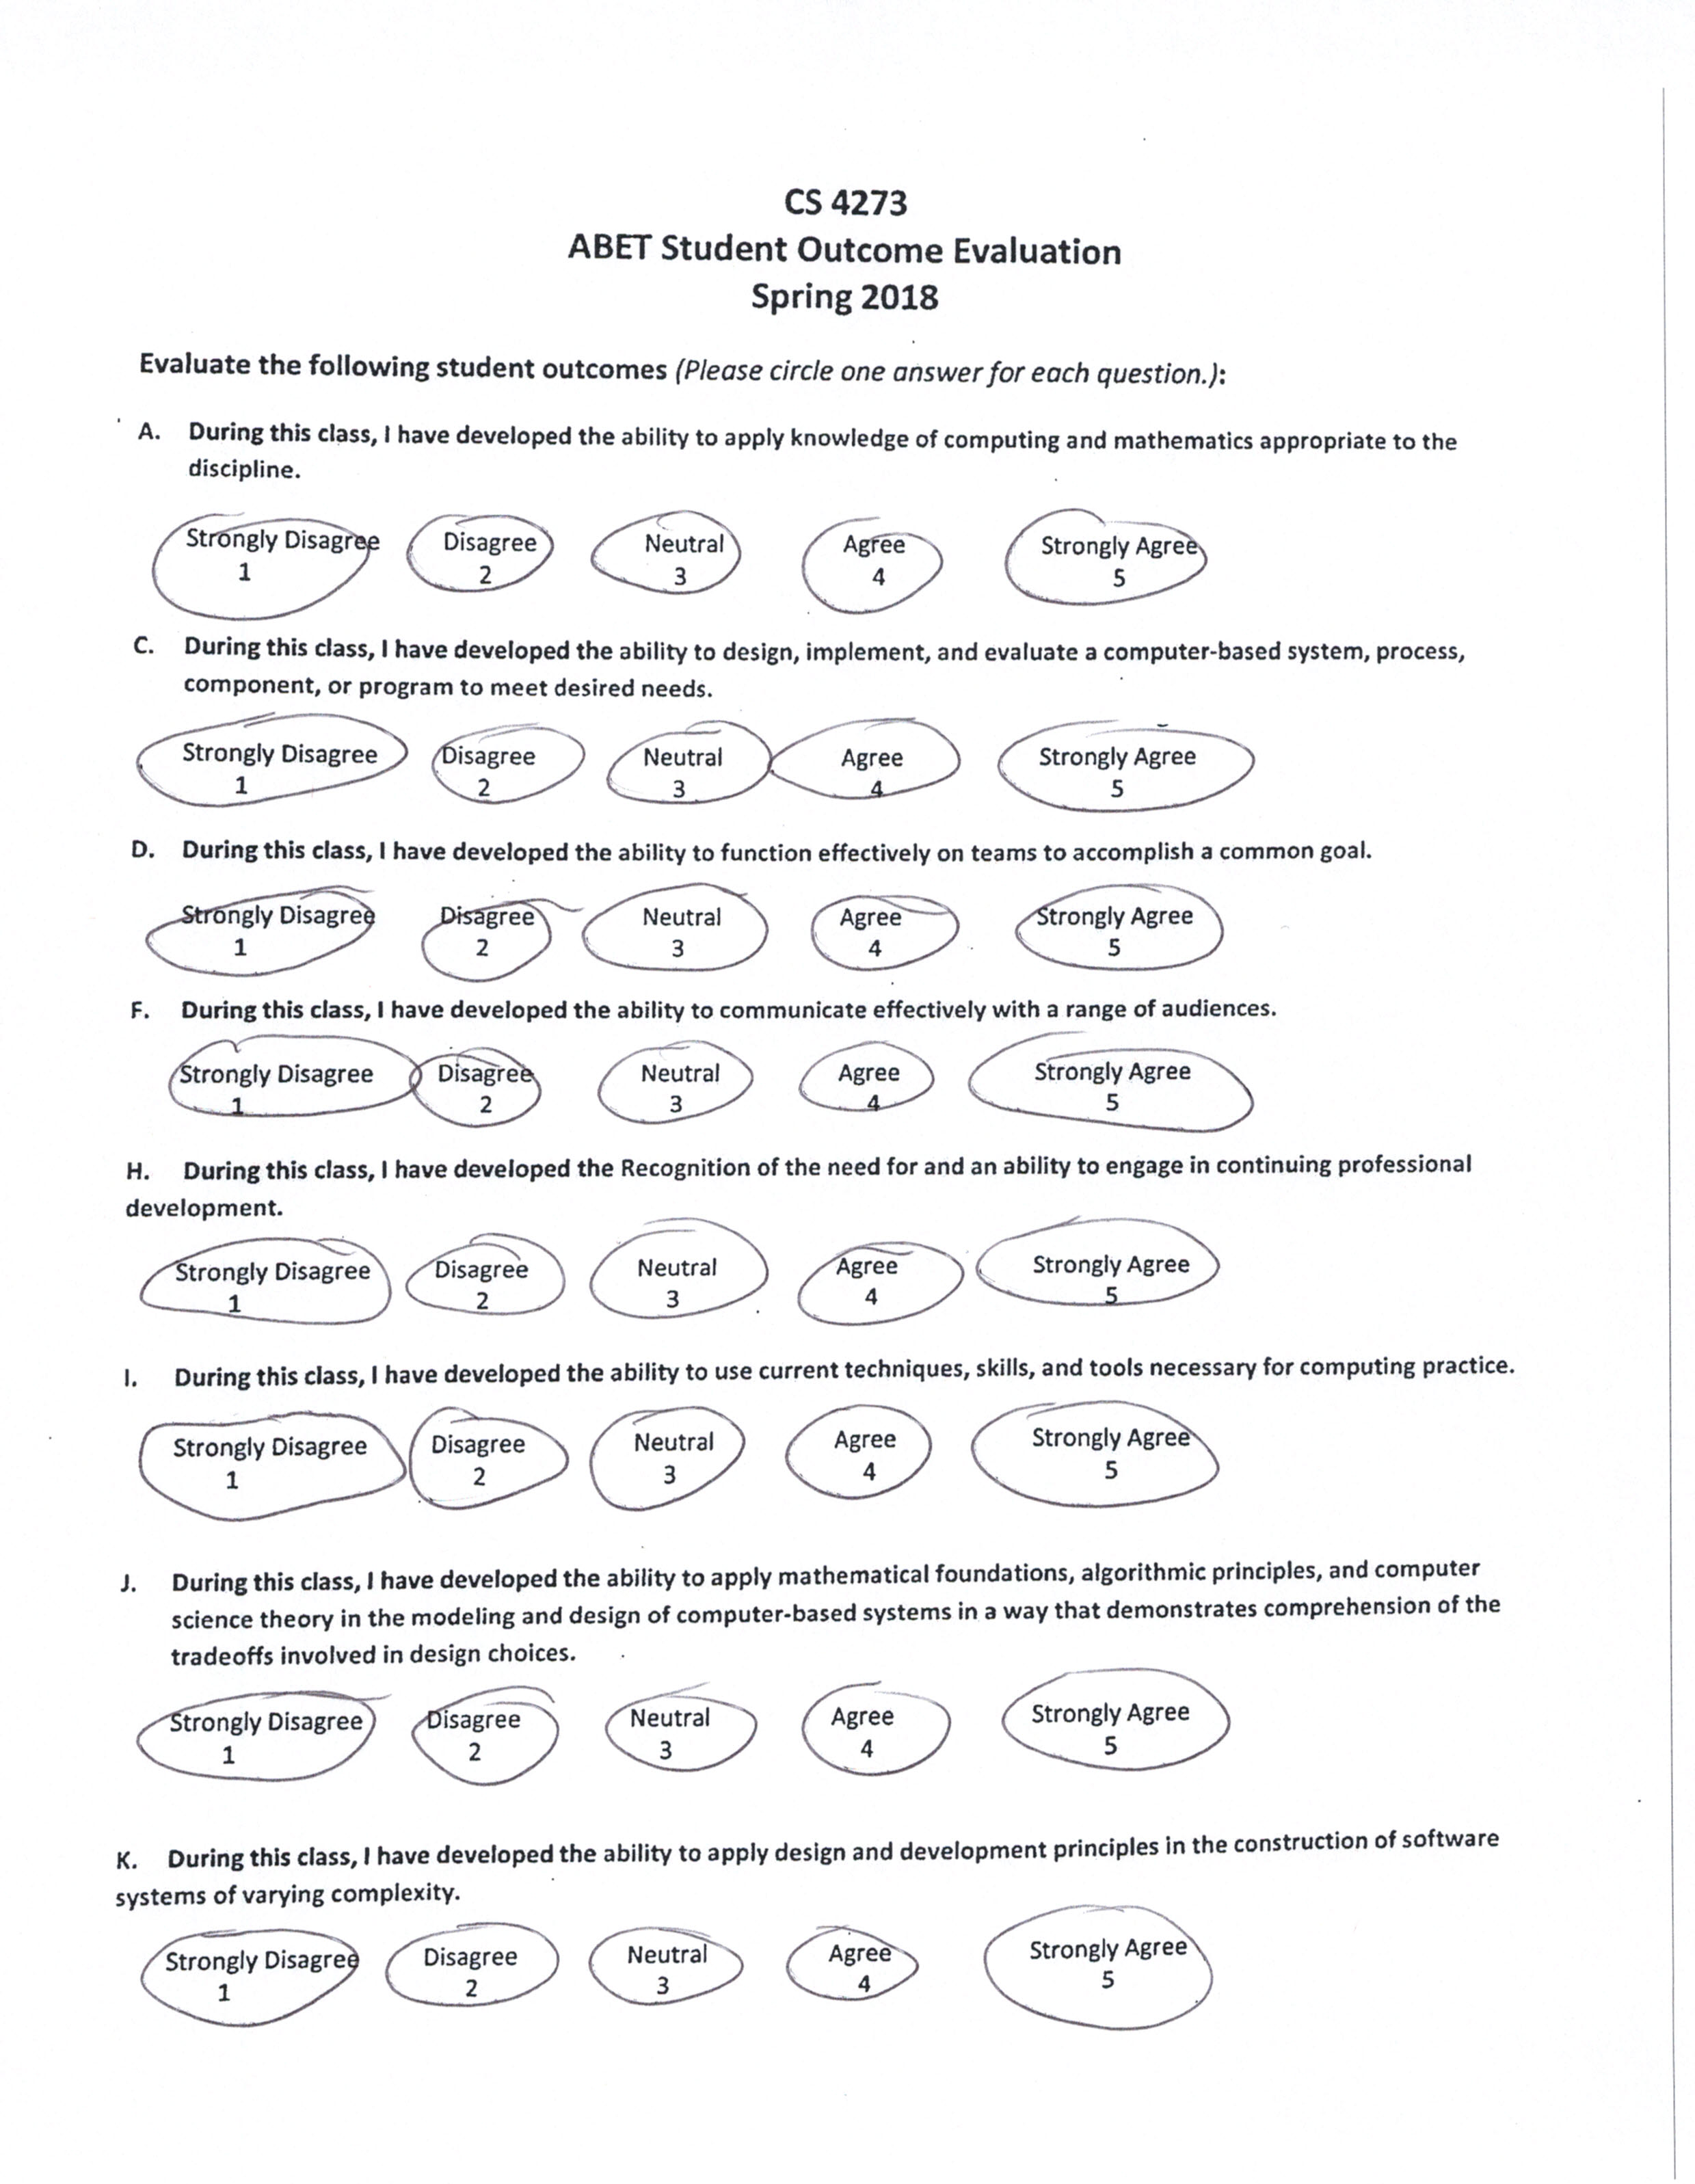 CS 4273
ABET Student Outcome Evaluation
Spring 2018
Evaluate the following student outcomes (Please circle one answer for each question.):
A. During this class, I have developed the ability to apply knowledge of computing and mathematics appropriate to the
discipline.
Strongly Disagree Disagree Neutral Agree Strongly Agree
1 2 3 4 5
C. During this class, I have developed the ability to design, implement, and evaluate a computer-based system, process,
component, or program to meet desired needs.
Strongly Disagree Disagree Neutral Agree Strongly Agree
1 2 3 4 5
D. During this class, I have developed the ability to function effectively on teams to accomplish a common goal.
Strongly Disagree Disagree Neutral Agree Strongly Agree
1 2 3 4 5
F. During this class, I have developed the ability to communicate effectively with a range of audiences.
Strongly Disagree Disagree Neutral Agree Strongly Agree
1 2 3 4 5
H. During this class, I have developed the Recognition of the need for and an ability to engage in continuing professional
development.
Strongly Disagree Disagree Neutral Agree Strongly Agree
1 2 3 4 5
I. During this class, I have developed the ability to use current techniques, skills, and tools necessary for computing practice.
Strongly Disagree Disagree Neutral Agree Strongly Agree
1 2 3 4 5
J. During this class, I have developed the ability to apply mathematical foundations, algorithmic principles, and computer
science theory in the modeling and design of computer-based systems in a way that demonstrates comprehension of the
tradeoffs involved in design choices.
Strongly Disagree Disagree Neutral Agree Strongly Agree
1 2 3 4 5
K. During this class, I have developed the ability to apply design and development principles in the construction of software
systems of varying complexity.
Strongly Disagree Disagree Neutral Agree Strongly Agree
1 2 3 4 5